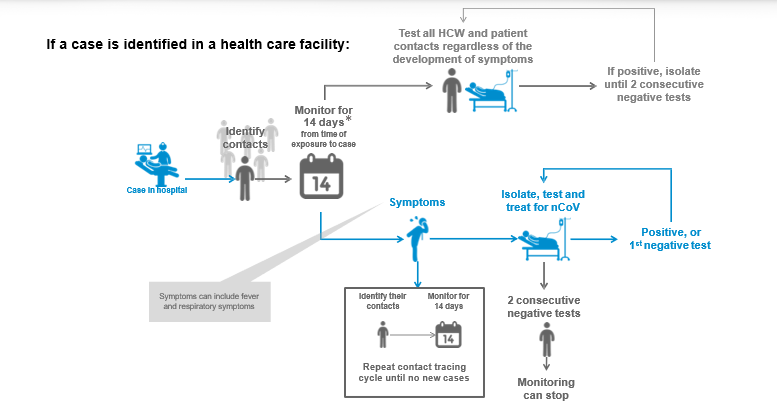 If a case is identified in a health care facility:
Test all HCW and patient
contacts regardless of the
development of symptoms
If positive, isolate
until 2 consecutive
negative tests
Monitor for
14 days*
from time of
exposure to case
Identify
contacts
14
Case in hospital
Symptoms
Isolate, test and
treat for nCoV
Positive, or
1st negative test
Symptoms can include fever
and respiratory symptoms
Identify their
contacts
Monitor for
14 days
14
Repeat contact tracing
cycle until no new cases
2 consecutive
negative tests
Monitoring
can stop